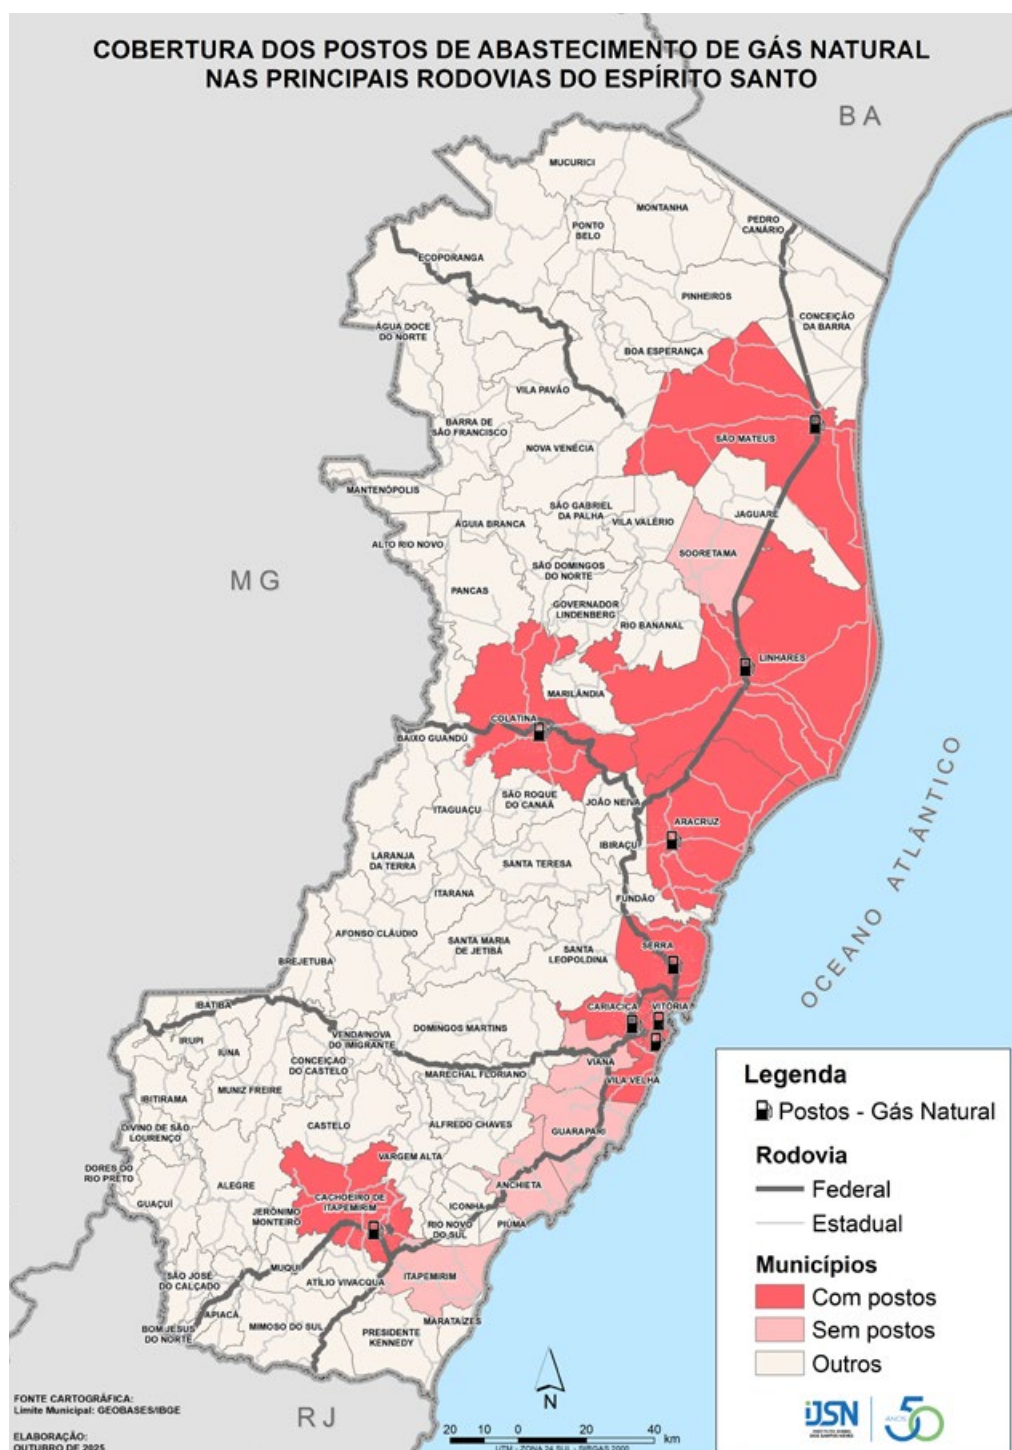 COBERTURA DOS POSTOS DE ABASTECIMENTO DE GÁS NATURAL
NAS PRINCIPAIS RODOVIAS DO ESPÍRITO SANTO
BA
MUCURICI
MONTANHA
PEDRO
CANÁRIO
PONTO
BELO
ECOPORANGA
PINHEIROS
CONCEIÇÃO
DA BARRA
ÁGUA DOCE
DO NORTE
BOA ESPERANÇA
VILA PAVÃO
BARRA DE
SÃO FRANCISCO
SÃO MATEUS
NOVA VENÉCIA
MANTENÓPOLIS
SÃO GABRIEL
DA PALHA
JAGUARÉ
VILA VALÉRIO
ÁGUIA BRANCA
ALTO RIO NOVO
SOORETAMA
SÃO DOMINGOS
DO NORTE
MG
PANCAS
GOVERNADOR
LINDENBERG
RIO BANANAL
LINHARES
MARILÂNDIA
COLATINA
BAIXO GUANDÚ
SÃO ROQUE
DO CANAÃ
JOÃO NEIVA
ITAGUAÇU
ARACRUZ
IBIRAÇU
LARANJA
DA TERRA
SANTA TERESA
ITARANA
FUNDÃO
OCEANO ATLÂNTICO
AFONSO CLÁUDIO
SANTA MARIA
DE JETIBÁ
SANTA
LEOPOLDINA
SERRA
BREJETUBA
IBATIBA
CARIACICA
VITÓRIA
DOMINGOS MARTINS
VENDA NOVA
DO IMIGRANTE
IRUPI
IÚNA
CONCEIÇÃO
DO CASTELO
VIANA
MARECHAL FLORIANO
VILA VELHA
MUNIZ FREIRE
IBITIRAMA
CASTELO
ALFREDO CHAVES
GUARAPARI
DIVINO DE SÃO
LOURENÇO
VARGEM ALTA
DORES DO
RIO PRETO
ALEGRE
ANCHIETA
GUAÇUÍ
CACHOEIRO DE
ITAPEMIRIM
ICONHA
JERÔNIMO
MONTEIRO
RIO NOVO
DO SUL
PIÚMA
MUQUI
ITAPEMIRIM
SÃO JOSÉ
DO CALÇADO
ATÍLIO VIVACQUA
APIACÁ
MARATAÍZES
BOM JESUS
DO NORTE
MIMOSO DO SUL
PRESIDENTE
KENNEDY
RJ
Legenda
Postos - Gás Natural
Rodovia
Federal
Estadual
Municípios
Com postos
Sem postos
Outros
IJSN
ANOS 50
N
20 10 0 20 40
km
UTM - ZONA 24 SUL - SIRGAS 2000
FONTE CARTOGRÁFICA:
Limite Municipal: GEOBASES/IBGE
ELABORAÇÃO:
OUTUBRO DE 2025